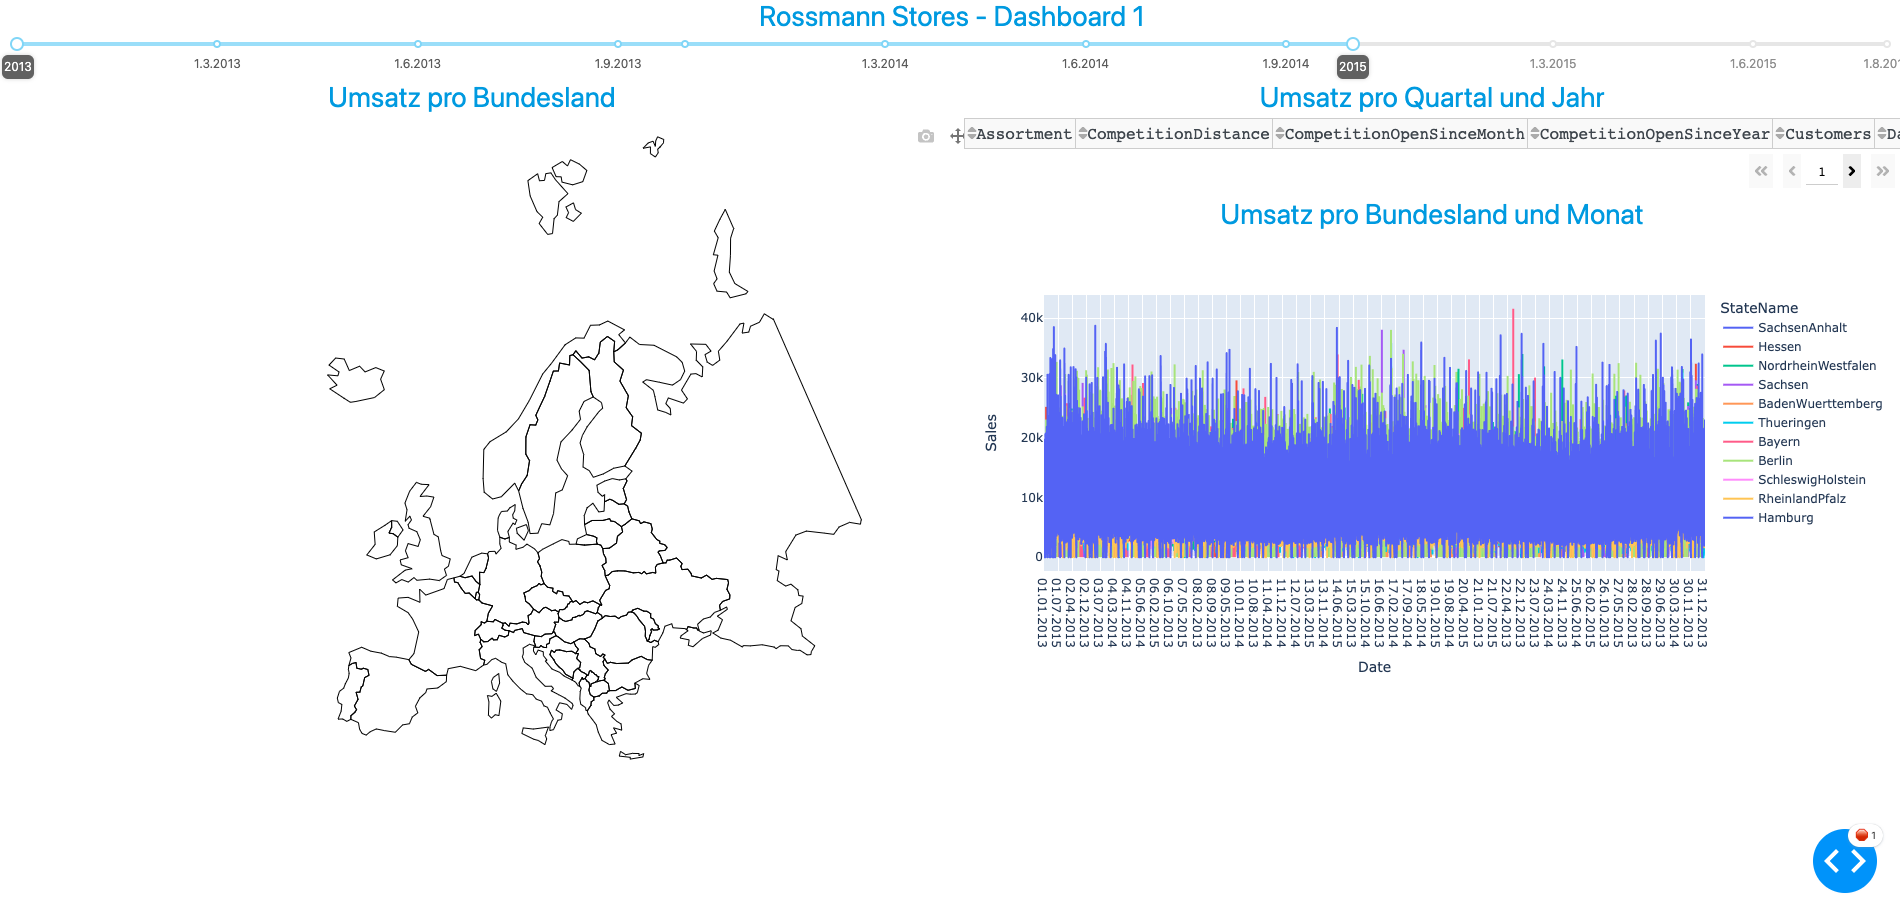 Rossmann Stores - Dashboard 1
2013 1.3.2013 1.6.2013 1.9.2013 1.3.2014 1.6.2014 1.9.2014 2015 1.3.2015 1.6.2015 1.8.201
Umsatz pro Bundesland
Umsatz pro Quartal und Jahr
Assortment CompetitionDistance CompetitionOpenSinceMonth CompetitionOpenSinceYear Customers Da
1
Umsatz pro Bundesland und Monat
StateName
SachsenAnhalt
Hessen
NordrheinWestfalen
Sachsen
BadenWuerttemberg
Thueringen
Bayern
Berlin
SchleswigHolstein
RheinlandPfalz
Hamburg
Sales
40k
30k
20k
10k
0
01.01.2013
01.07.2015
02.04.2013
02.12.2013
03.07.2013
04.03.2014
04.11.2013
05.06.2014
06.02.2015
06.10.2013
07.05.2015
08.02.2013
08.09.2013
10.01.2014
10.08.2013
11.04.2013
11.12.2013
12.07.2014
13.03.2015
13.11.2014
14.06.2015
15.03.2013
15.10.2014
16.06.2013
17.02.2014
17.09.2014
18.05.2014
19.01.2015
19.08.2014
20.04.2015
21.01.2013
21.07.2015
22.04.2013
22.12.2013
23.07.2013
24.03.2014
24.11.2013
25.06.2014
26.02.2015
26.10.2013
27.05.2015
28.02.2013
28.09.2013
29.06.2013
30.03.2014
30.11.2013
31.12.2013
Date
1